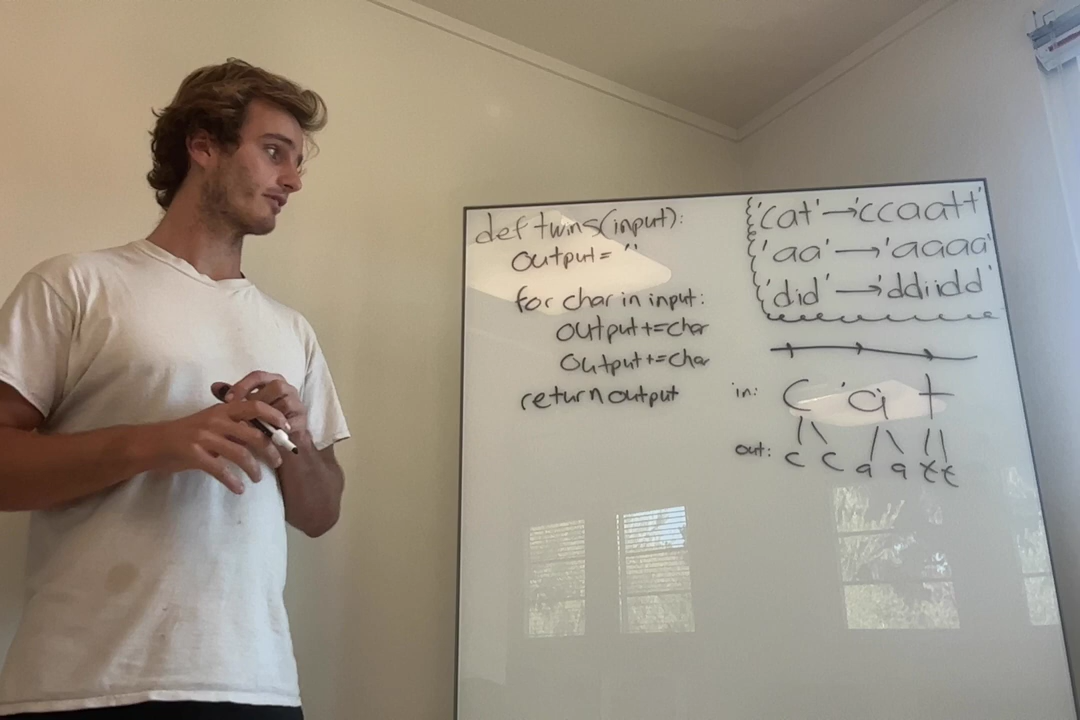 def twins(input):
output = ''
for char in input:
output += char
output += char
return output
'cat' → 'ccaatt'
'aa' → 'aaaa'
'did' → 'ddiidd'
in: c a t
out: c c a a t t